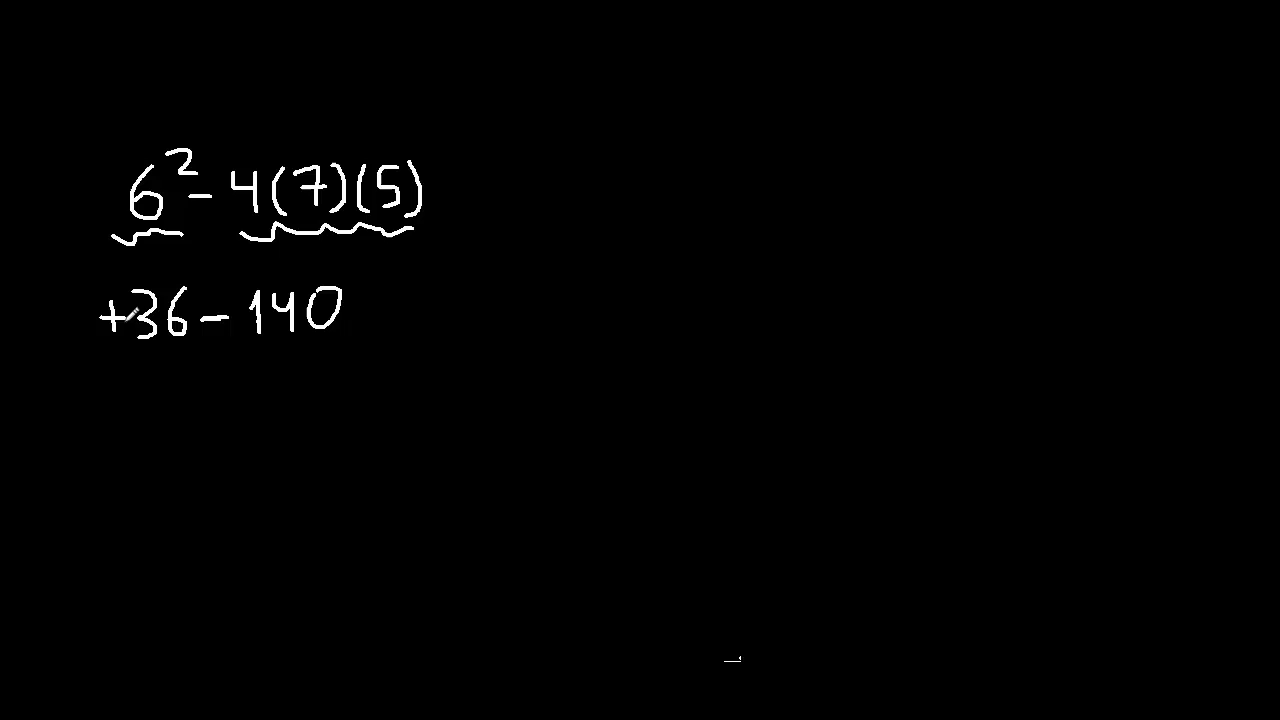 6² - 4(7)(5)
+36 - 140